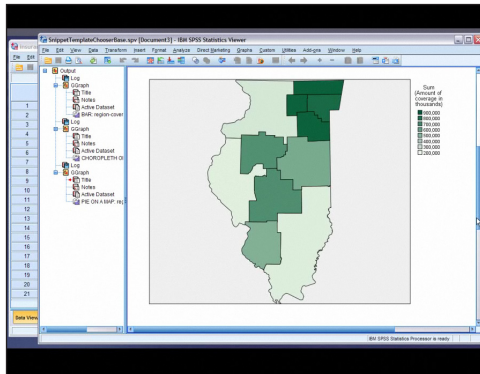 SnippetTemplateChooserBase.spv [Document3] - IBM SPSS Statistics Viewer
File Edit View Data Transform Insert Format Analyze Direct Marketing Graphs Custom Utilities Add-ons Window Help
File Edit
Output
Log
GGraph
Title
Notes
Active Dataset
BAR: region-cover
Log
GGraph
Title
Notes
Active Dataset
CHOROPLETH O
Log
GGraph
Title
Notes
Active Dataset
PIE ON A MAP: reg
Sum
(Amount of
coverage in
thousands)
900,000
800,000
700,000
600,000
500,000
400,000
300,000
200,000
1
2
3
4
5
6
7
8
9
10
11
12
13
14
15
16
17
18
19
20
21
Data View
IBM SPSS Statistics Processor is ready